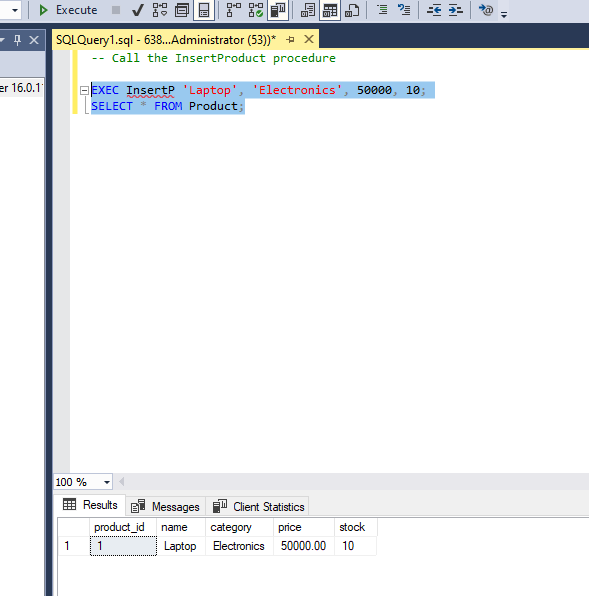 Execute
SQLQuery1.sql - 638...Administrator (53))*
er 16.0.1
-- Call the InsertProduct procedure
EXEC InsertP 'Laptop', 'Electronics', 50000, 10;
SELECT * FROM Product;
100 %
Results Messages Client Statistics
product_id name category price stock
1 1 Laptop Electronics 50000.00 10